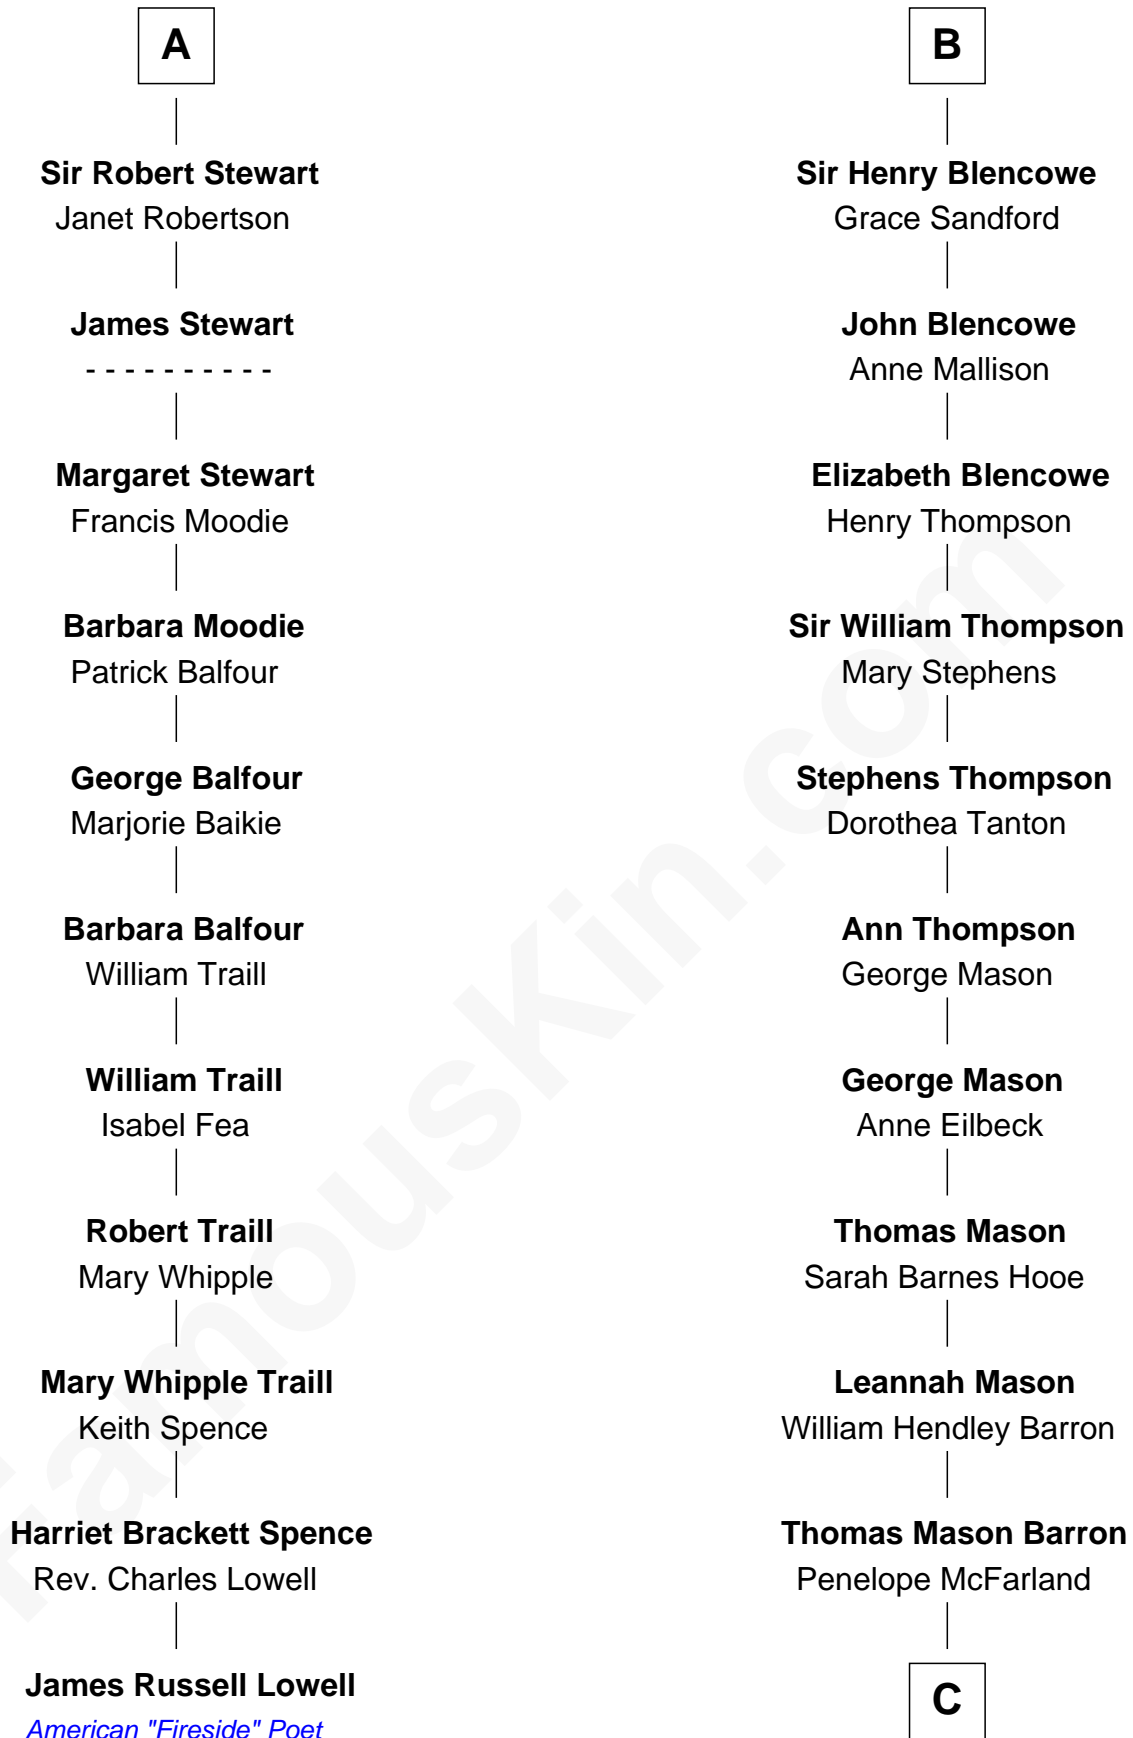 A
Sir Robert Stewart
Janet Robertson
James Stewart
- - - - - - - - - -
Margaret Stewart
Francis Moodie
Barbara Moodie
Patrick Balfour
George Balfour
Marjorie Baikie
Barbara Balfour
William Traill
William Traill
Isabel Fea
Robert Traill
Mary Whipple
Mary Whipple Traill
Keith Spence
Harriet Brackett Spence
Rev. Charles Lowell
James Russell Lowell
American "Fireside" Poet
B
Sir Henry Blencowe
Grace Sandford
John Blencowe
Anne Mallison
Elizabeth Blencowe
Henry Thompson
Sir William Thompson
Mary Stephens
Stephens Thompson
Dorothea Tanton
Ann Thompson
George Mason
George Mason
Anne Eilbeck
Thomas Mason
Sarah Barnes Hooe
Leannah Mason
William Hendley Barron
Thomas Mason Barron
Penelope McFarland
C
FamousKin.com